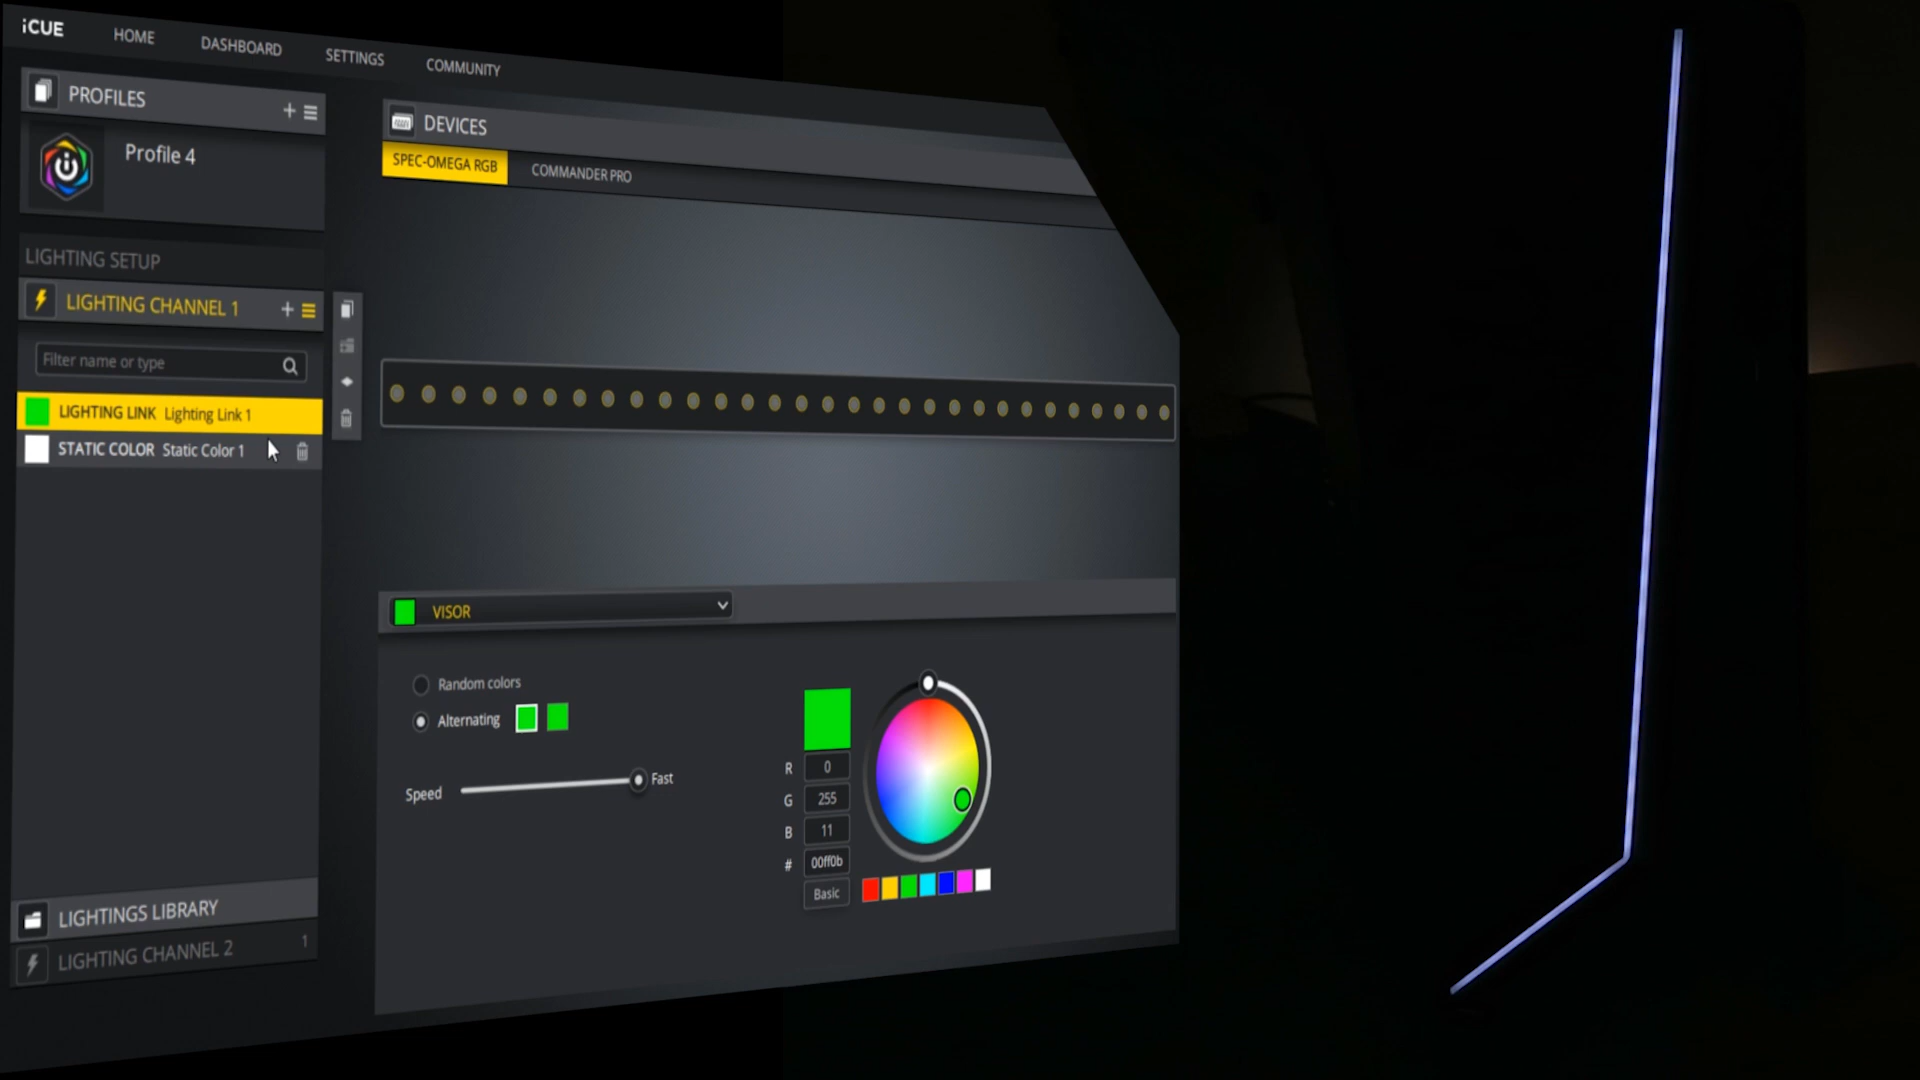 iCUE
HOME
DASHBOARD
SETTINGS
COMMUNITY
PROFILES
Profile 4
LIGHTING SETUP
LIGHTING CHANNEL 1
Filter name or type
LIGHTING LINK Lighting Link 1
STATIC COLOR Static Color 1
LIGHTINGS LIBRARY
LIGHTING CHANNEL 2 1
DEVICES
SPEC-OMEGA RGB
COMMANDER PRO
VISOR
Random colors
Alternating
Speed
Fast
R 0
G 255
B 11
# 00ff0b
Basic